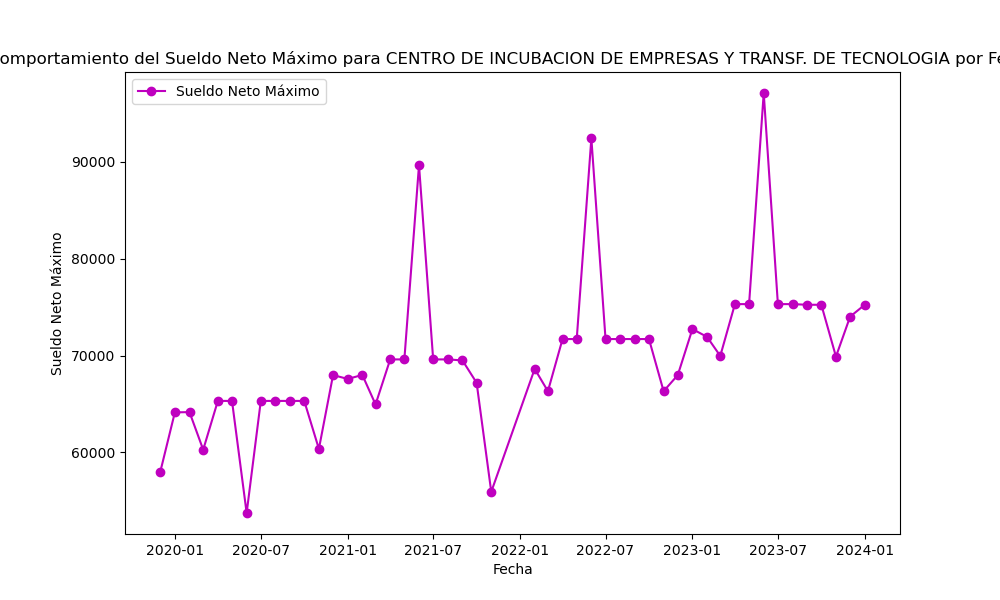 omportamiento del Sueldo Neto Máximo para CENTRO DE INCUBACION DE EMPRESAS Y TRANSF. DE TECNOLOGIA por Fe
Sueldo Neto Máximo
90000
80000
70000
60000
Sueldo Neto Máximo
2020-01 2020-07 2021-01 2021-07 2022-01 2022-07 2023-01 2023-07 2024-01
Fecha